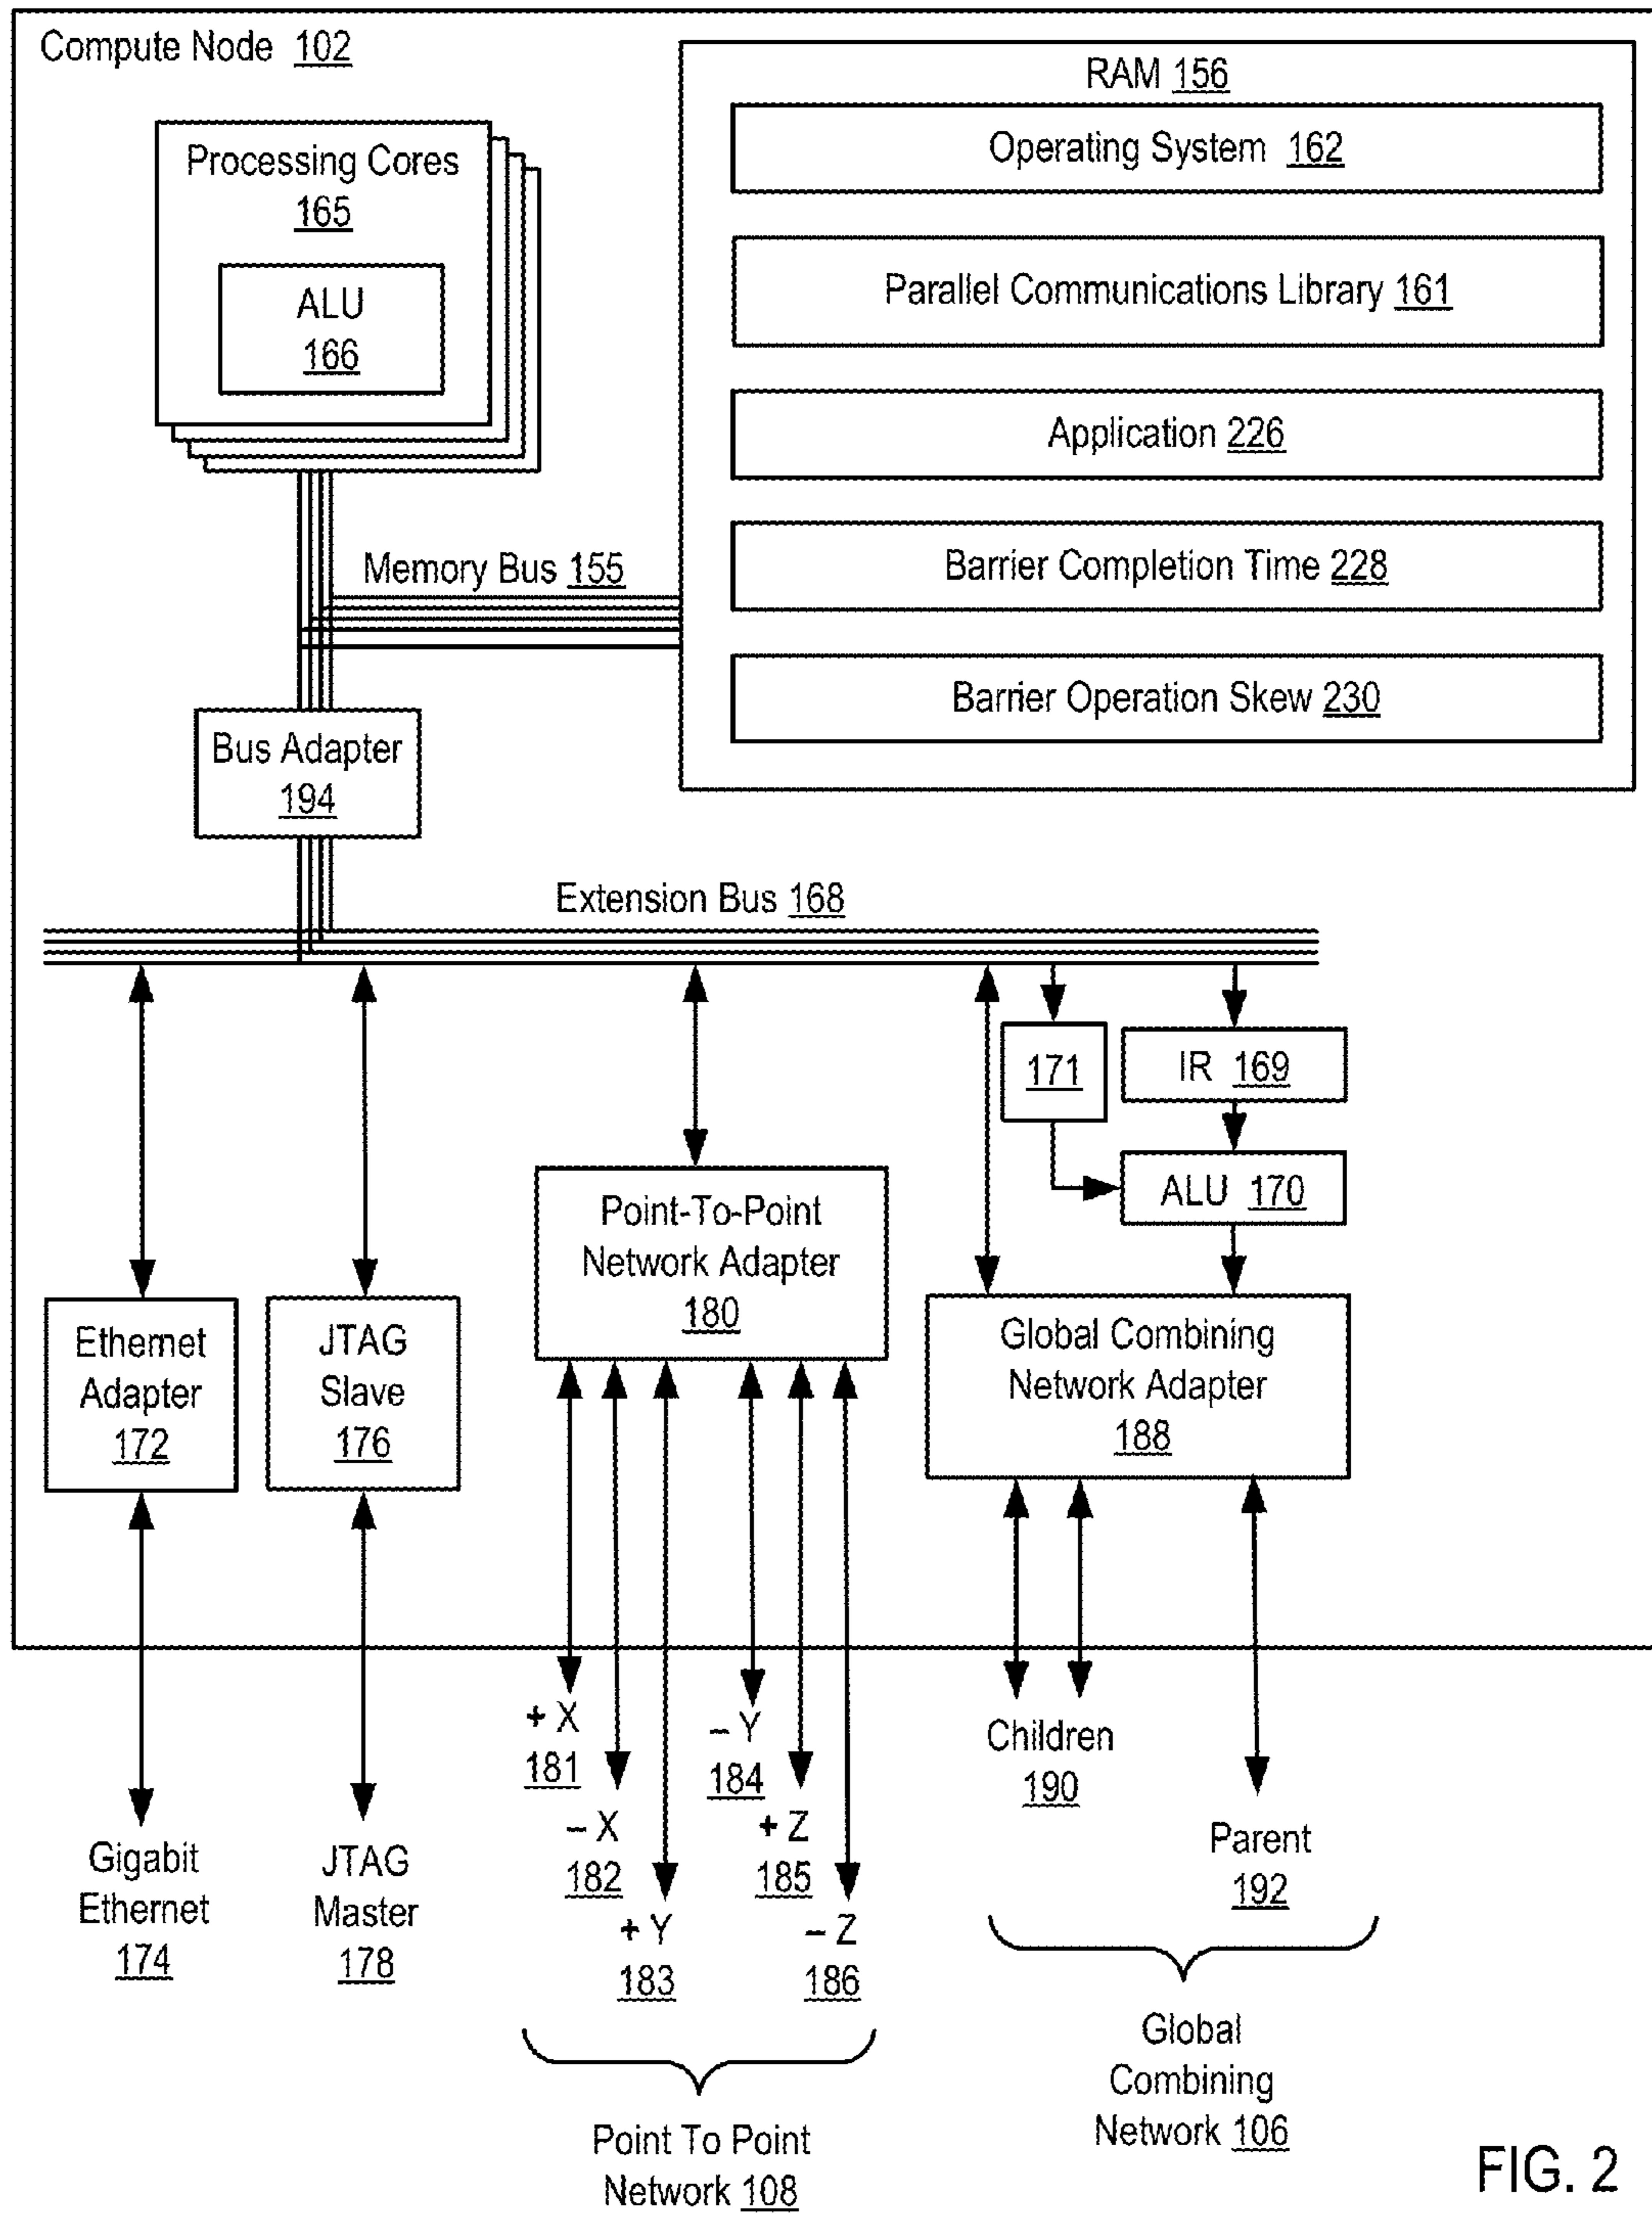 Compute Node 102
RAM 156
Operating System 162
Parallel Communications Library 161
Application 226
Barrier Completion Time 228
Barrier Operation Skew 230
Processing Cores
165
ALU
166
Memory Bus 155
Bus Adapter
194
Extension Bus 168
171
IR 169
ALU 170
Ethernet
Adapter
172
JTAG
Slave
176
Point-To-Point
Network Adapter
180
Global Combining
Network Adapter
188
Gigabit
Ethernet
174
JTAG
Master
178
+ X
181
– X
182
+ Y
183
– Y
184
+ Z
185
– Z
186
Point To Point
Network 108
Children
190
Parent
192
Global
Combining
Network 106
FIG. 2